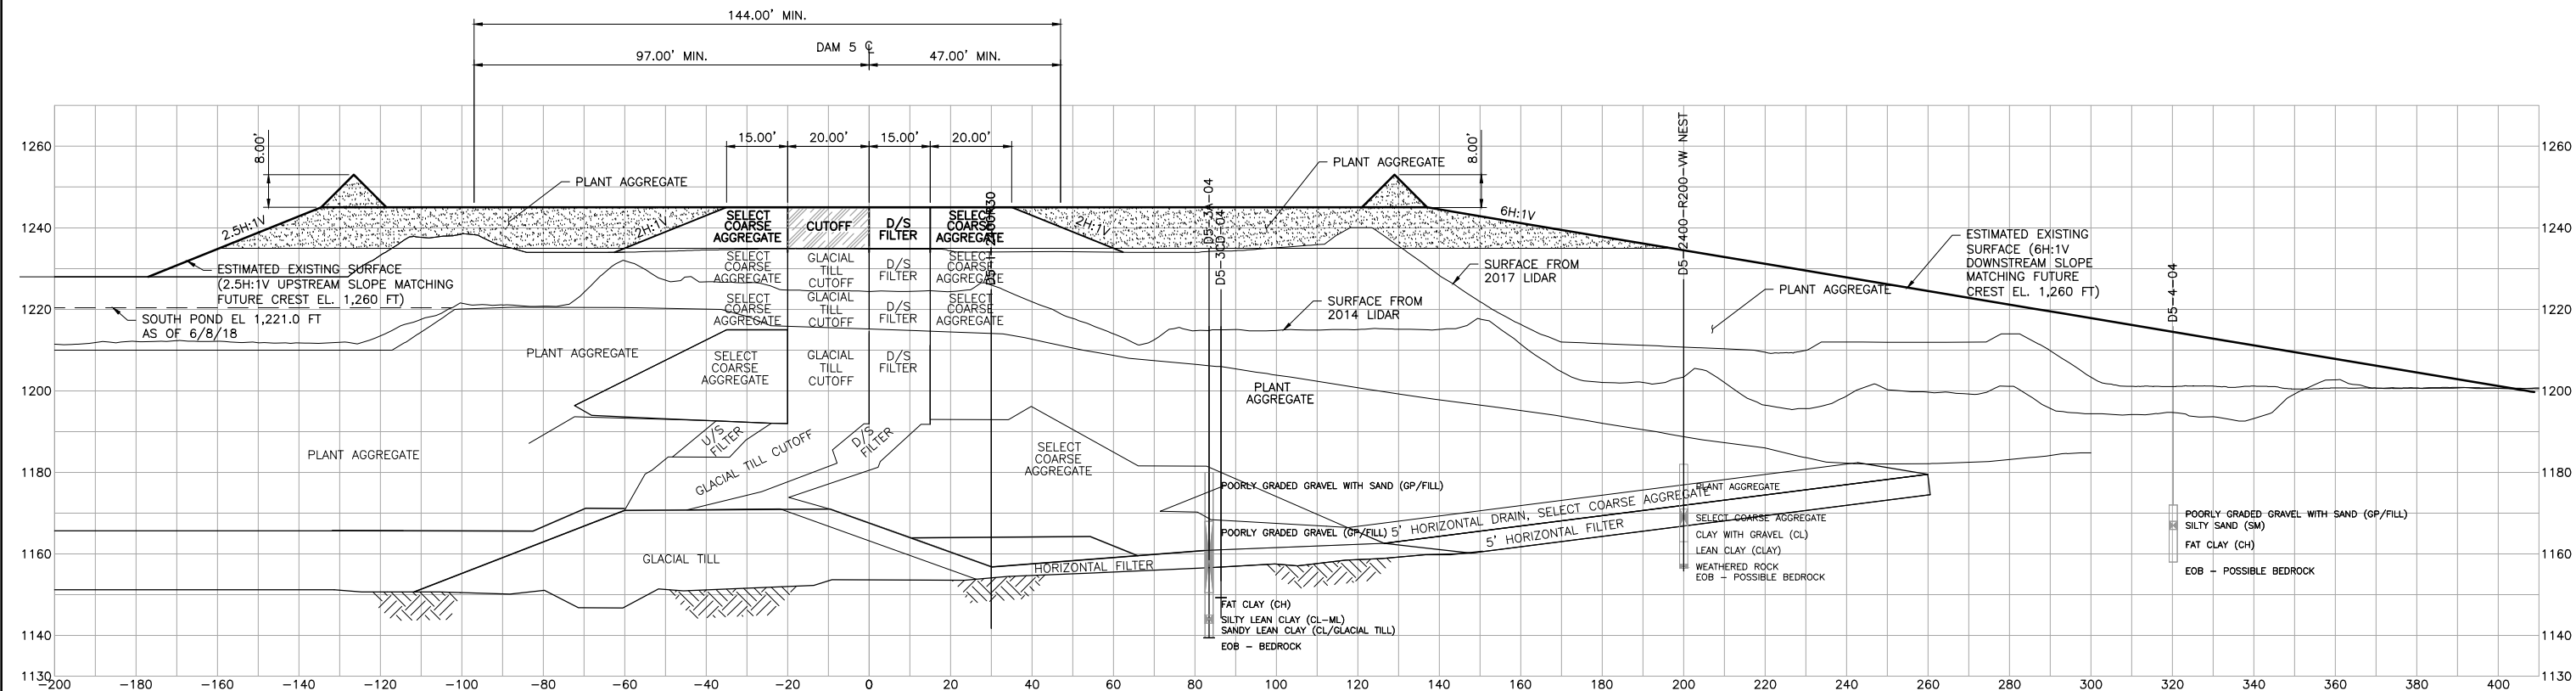 144.00' MIN.
DAM 5 ℄
97.00' MIN.
47.00' MIN.
15.00'
20.00'
15.00'
20.00'
8.00'
PLANT AGGREGATE
PLANT AGGREGATE
8.00'
D5-2400-R200-VW NEST
1260
1260
1240
1240
1220
1220
1200
1200
1180
1180
1160
1160
1140
1140
1130
1130
2.5H:1V
2H:1V
SELECT
COARSE
AGGREGATE
CUTOFF
D/S
FILTER
SELECT
COARSE
AGGREGATE
2H:1V
D5-3A-04
D5-3CD-04
6H:1V
ESTIMATED EXISTING SURFACE
(2.5H:1V UPSTREAM SLOPE MATCHING
FUTURE CREST EL. 1,260 FT)
SOUTH POND EL 1,221.0 FT
AS OF 6/8/18
SELECT
COARSE
AGGREGATE
GLACIAL
TILL
CUTOFF
D/S
FILTER
SELECT
COARSE
AGGREGATE
SELECT
COARSE
AGGREGATE
GLACIAL
TILL
CUTOFF
D/S
FILTER
SELECT
COARSE
AGGREGATE
SURFACE FROM
2017 LIDAR
SURFACE FROM
2014 LIDAR
PLANT AGGREGATE
ESTIMATED EXISTING
SURFACE (6H:1V
DOWNSTREAM SLOPE
MATCHING FUTURE
CREST EL. 1,260 FT)
D5-4-04
PLANT AGGREGATE
SELECT
COARSE
AGGREGATE
GLACIAL
TILL
CUTOFF
D/S
FILTER
PLANT
AGGREGATE
PLANT AGGREGATE
U/S
FILTER
GLACIAL TILL CUTOFF
D/S
FILTER
SELECT
COARSE
AGGREGATE
GLACIAL TILL
HORIZONTAL FILTER
5' HORIZONTAL DRAIN, SELECT COARSE AGGREGATE
5' HORIZONTAL FILTER
POORLY GRADED GRAVEL WITH SAND (GP/FILL)
POORLY GRADED GRAVEL (GP/FILL)
FAT CLAY (CH)
SILTY LEAN CLAY (CL-ML)
SANDY LEAN CLAY (CL/GLACIAL TILL)
EOB - BEDROCK
PLANT AGGREGATE
SELECT COARSE AGGREGATE
CLAY WITH GRAVEL (CL)
LEAN CLAY (CLAY)
WEATHERED ROCK
EOB - POSSIBLE BEDROCK
POORLY GRADED GRAVEL WITH SAND (GP/FILL)
SILTY SAND (SM)
FAT CLAY (CH)
EOB - POSSIBLE BEDROCK
-200 -180 -160 -140 -120 -100 -80 -60 -40 -20 0 20 40 60 80 100 120 140 160 180 200 220 240 260 280 300 320 340 360 380 400